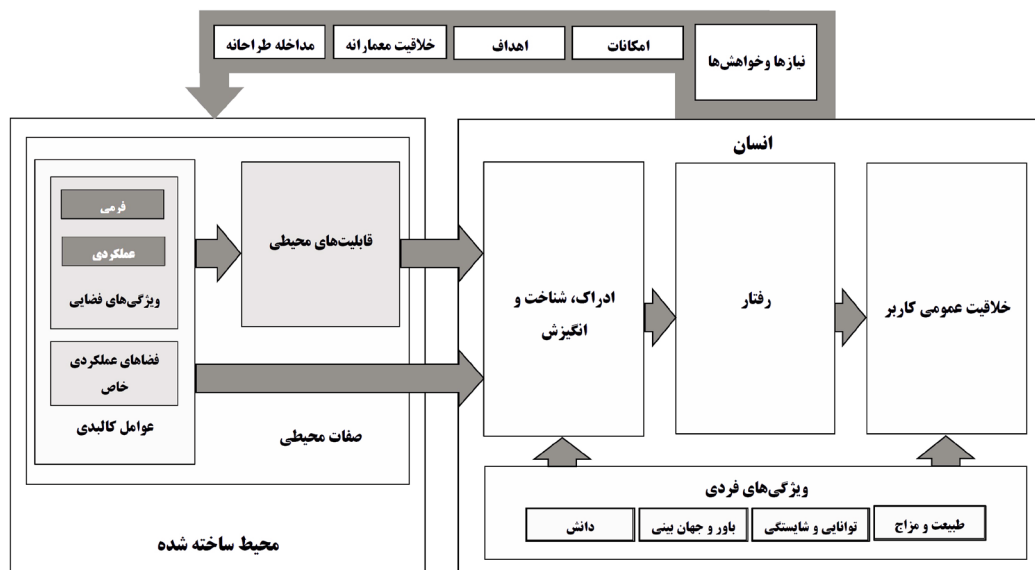 نیازها وخواهش‌ها
امکانات
اهداف
خلاقیت معمارانه
مداخله طراحانه
انسان
خلاقیت عمومی کاربر
رفتار
ادراک، شناخت و
انگیزش
ویژگی‌های فردی
طبیعت و مزاج
توانایی و شایستگی
باور و جهان بینی
دانش
قابلیت‌های محیطی
فرمی
عملکردی
ویژگی‌های فضایی
فضاهای عملکردی
خاص
عوامل کالبدی
صفات محیطی
محیط ساخته شده